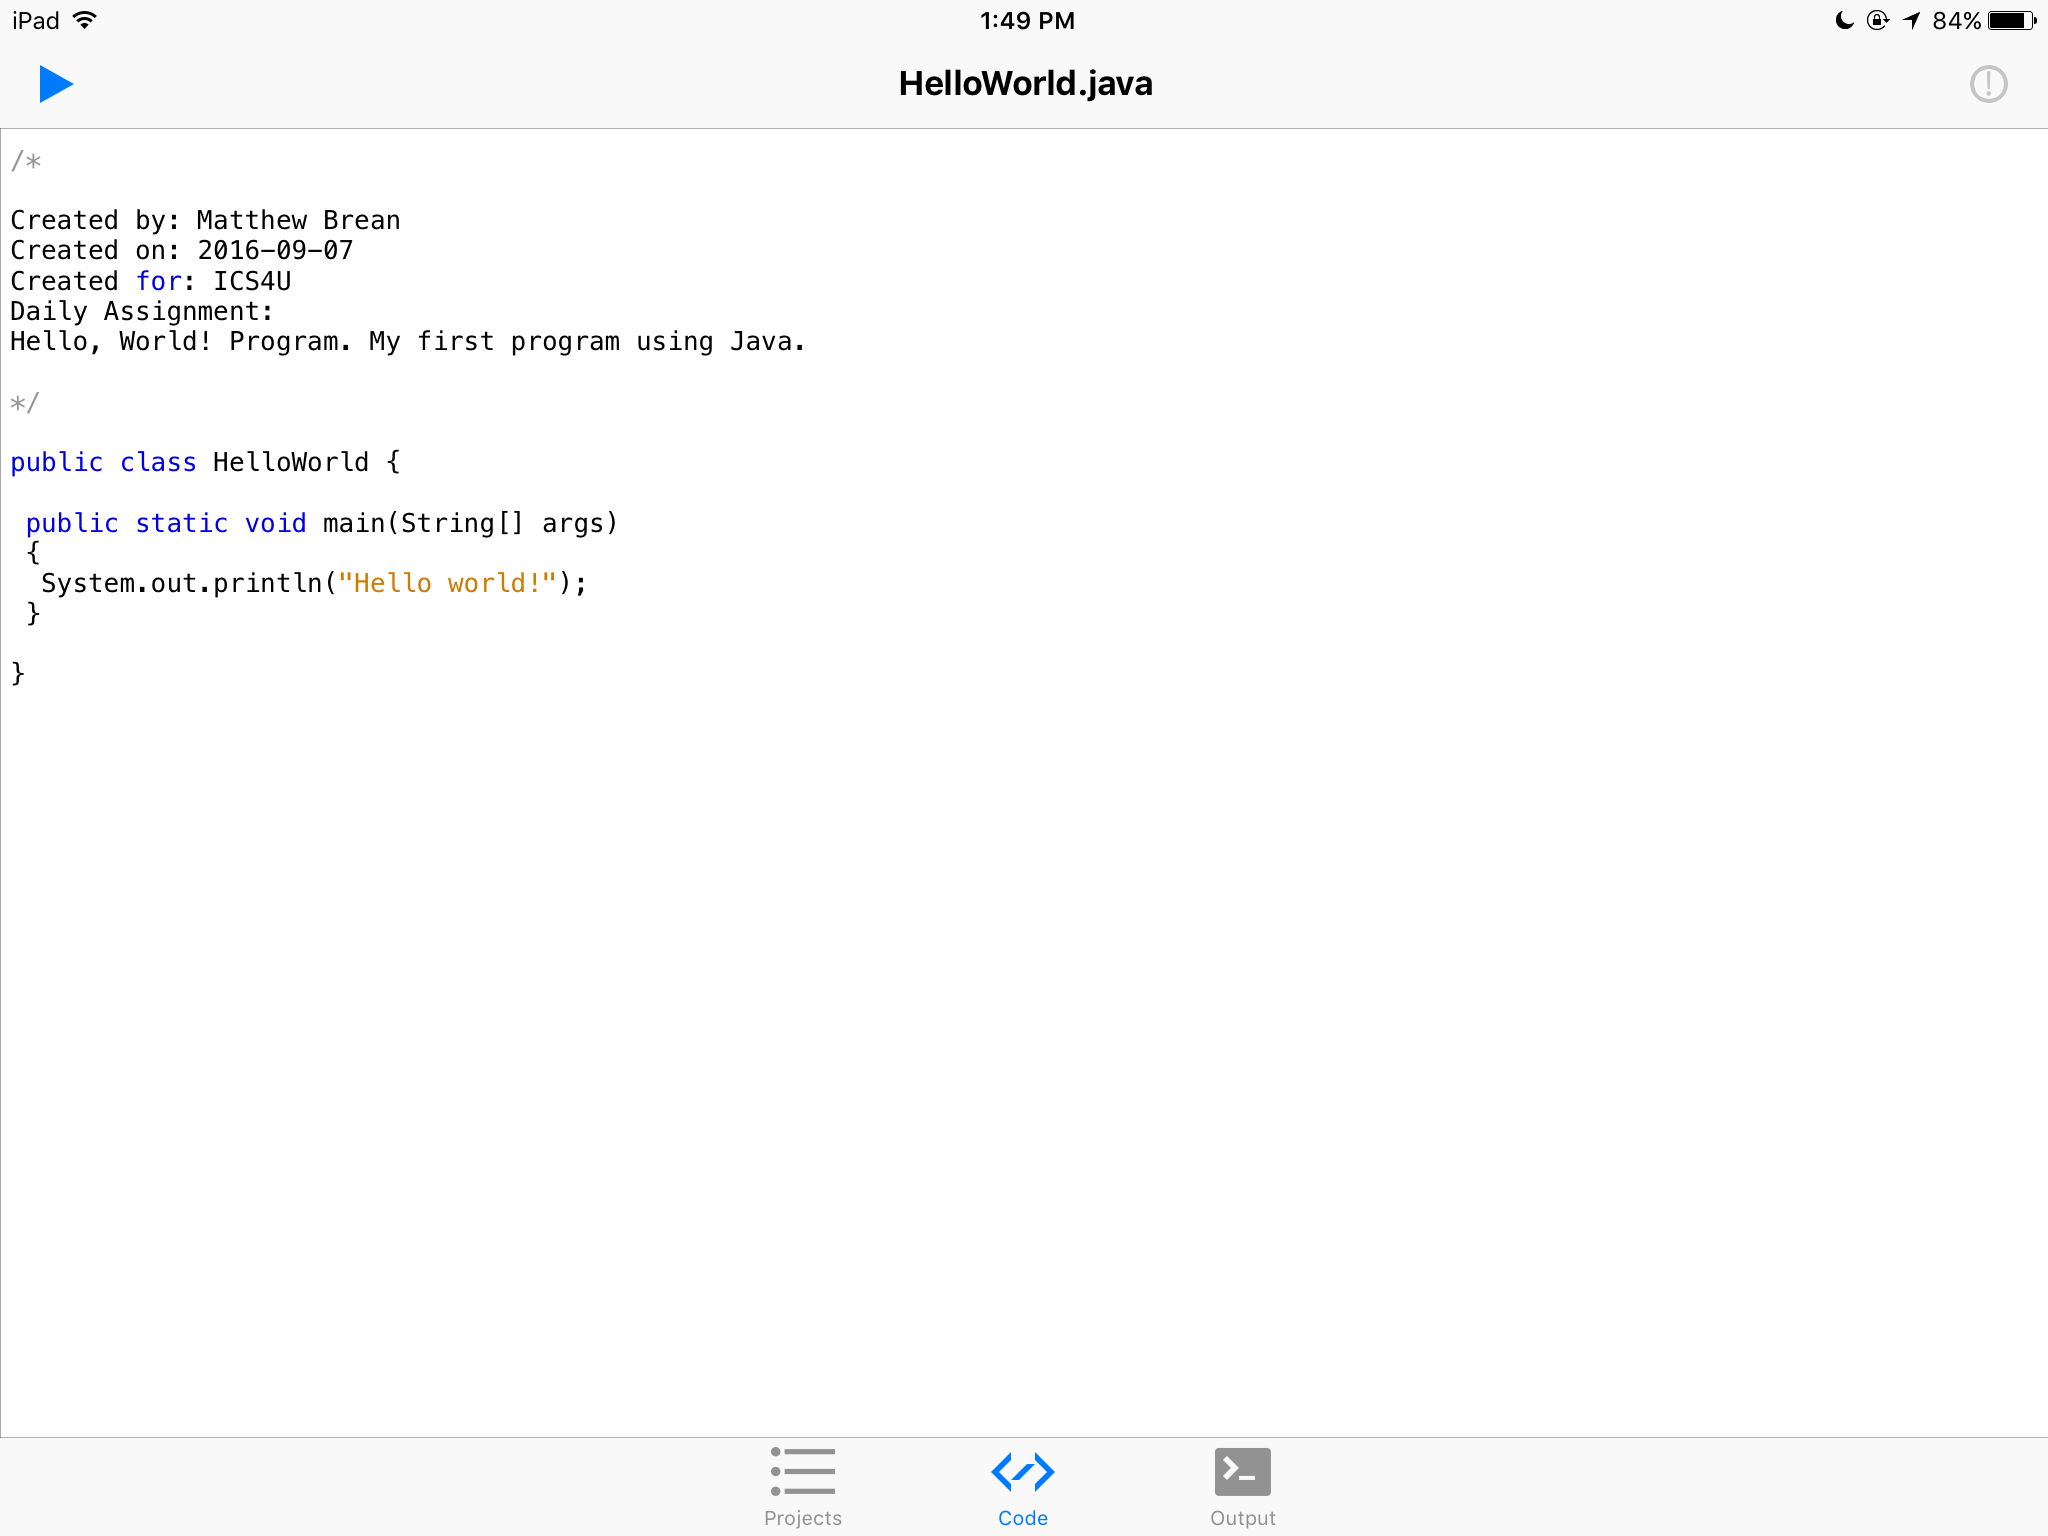 iPad 1:49 PM 84%
HelloWorld.java
/*
Created by: Matthew Brean
Created on: 2016-09-07
Created for: ICS4U
Daily Assignment:
Hello, World! Program. My first program using Java.
*/
public class HelloWorld {
public static void main(String[] args)
{
System.out.println("Hello world!");
}
}
Projects Code Output